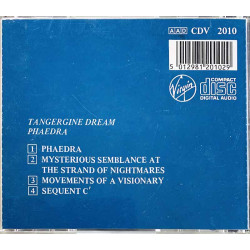 AAD CDV 2010
5 012981 201029
Virgin
COMPACT
disc
DIGITAL AUDIO
TANGERGINE DREAM
PHAEDRA
1 PHAEDRA
2 MYSTERIOUS SEMBLANCE AT
THE STRAND OF NIGHTMARES
3 MOVEMENTS OF A VISIONARY
4 SEQUENT C'